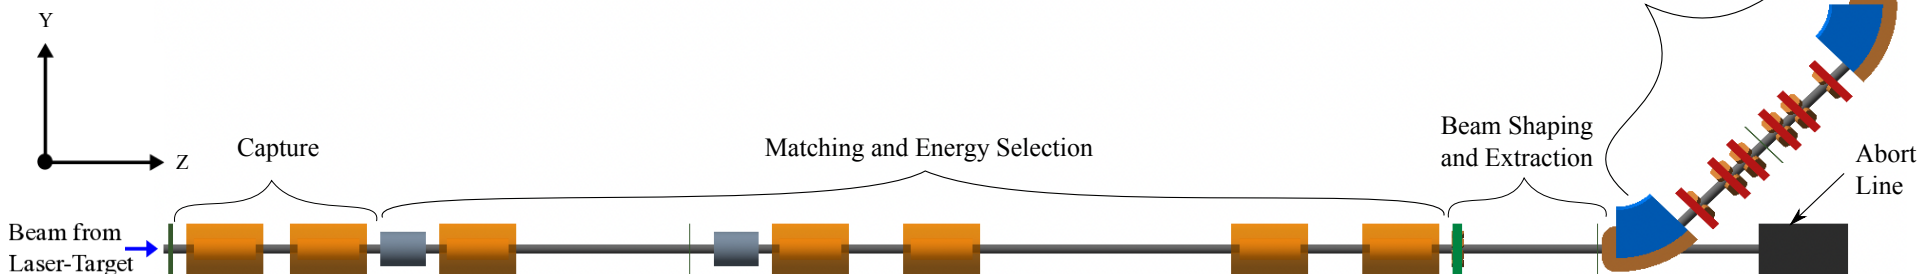 Y
Z
Capture
Matching and Energy Selection
Beam Shaping
and Extraction
Abort
Line
Beam from
Laser-Target